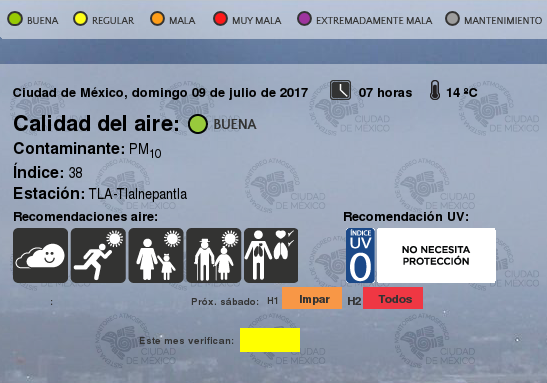 BUENA REGULAR MALA MUY MALA EXTREMADAMENTE MALA MANTENIMIENTO
Ciudad de México, domingo 09 de julio de 2017 07 horas 14 ºC
Calidad del aire: BUENA
Contaminante: PM10
Índice: 38
Estación: TLA-Tlalnepantla
Recomendaciones aire: Recomendación UV:
ÍNDICE
UV
0
NO NECESITA
PROTECCIÓN
: Próx. sábado: H1 Impar H2 Todos
Este mes verifican:
CIUDAD
DE MÉXICO